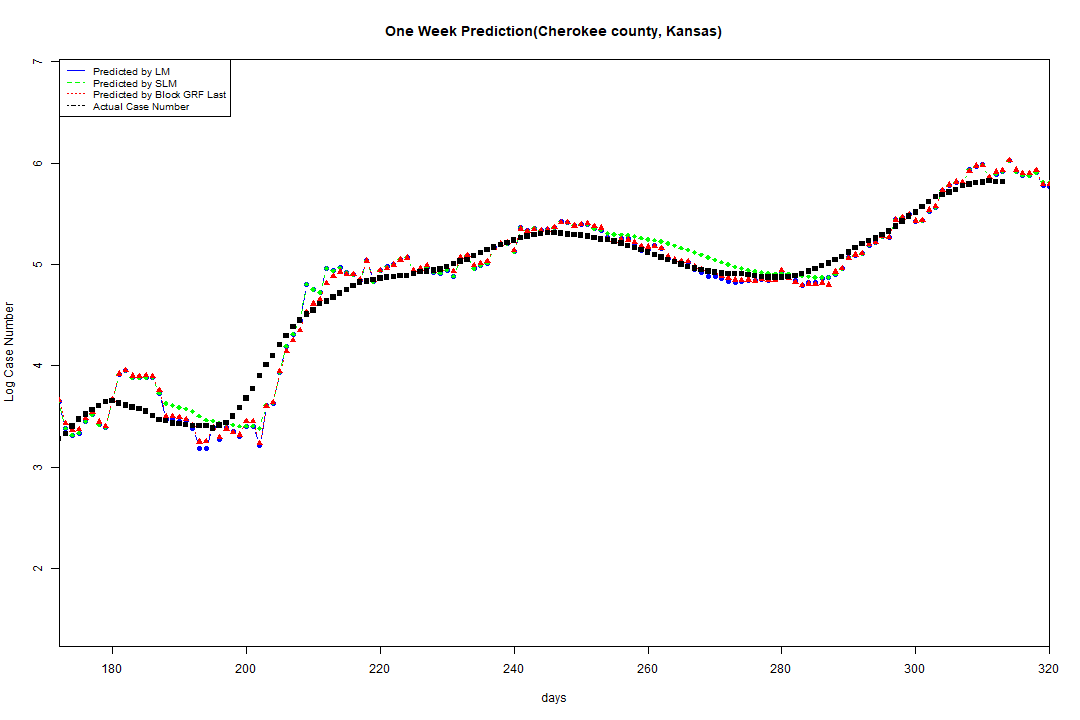 One Week Prediction(Cherokee county, Kansas)
Predicted by LM
Predicted by SLM
Predicted by Block GRF Last
Actual Case Number
Log Case Number
7
6
5
4
3
2
180 200 220 240 260 280 300 320
days